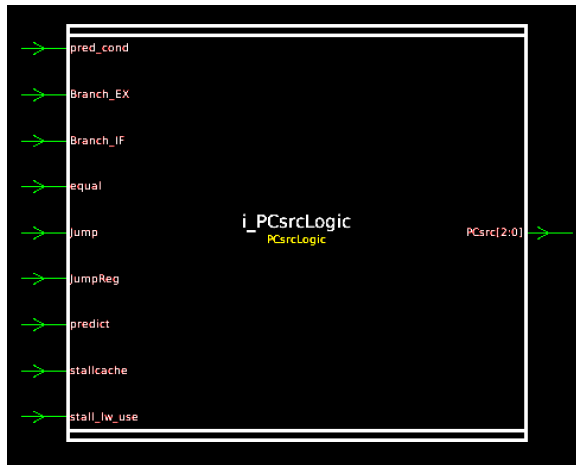 pred_cond
Branch_EX
Branch_IF
equal
Jump
JumpReg
predict
stallcache
stall_lw_use
i_PCsrcLogic
PCsrcLogic
PCsrc[2:0]